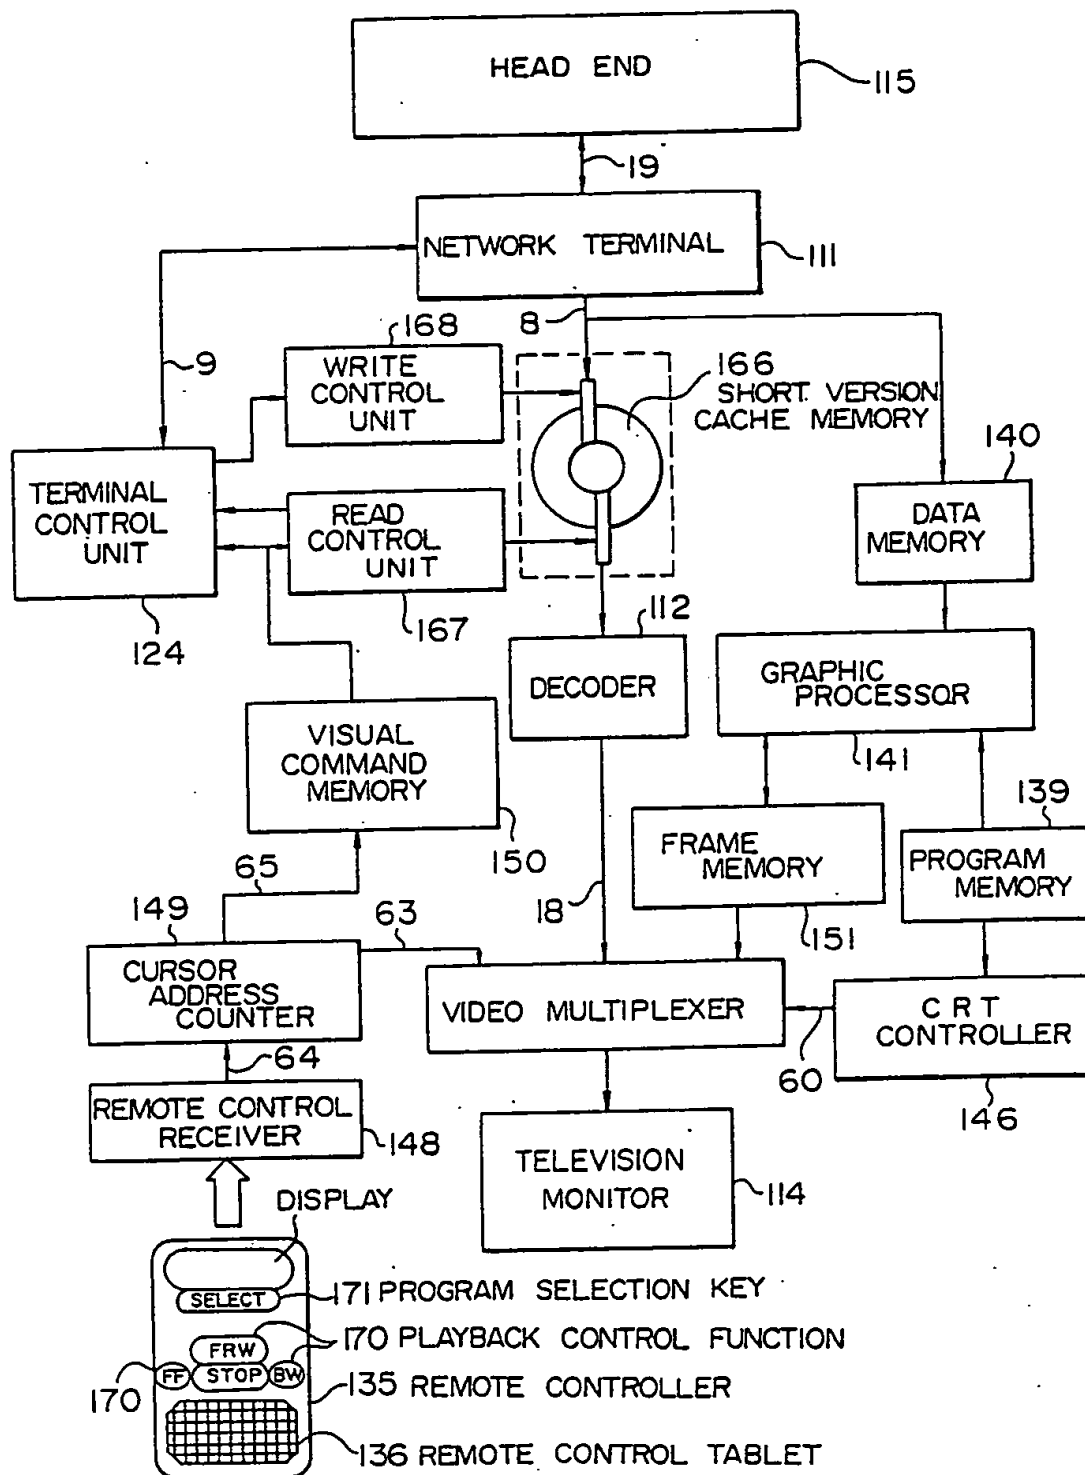 HEAD END
115
19
NETWORK TERMINAL
111
8
9
168
WRITE
CONTROL
UNIT
166
SHORT VERSION
CACHE MEMORY
140
DATA
MEMORY
TERMINAL
CONTROL
UNIT
124
READ
CONTROL
UNIT
167
112
DECODER
GRAPHIC
PROCESSOR
141
VISUAL
COMMAND
MEMORY
150
139
FRAME
MEMORY
151
PROGRAM
MEMORY
65
18
149
63
CURSOR
ADDRESS
COUNTER
VIDEO MULTIPLEXER
60
CRT
CONTROLLER
146
64
REMOTE CONTROL
RECEIVER
148
TELEVISION
MONITOR
114
DISPLAY
SELECT
171 PROGRAM SELECTION KEY
FRW
170 PLAYBACK CONTROL FUNCTION
FF
STOP
BW
170
135 REMOTE CONTROLLER
136 REMOTE CONTROL TABLET